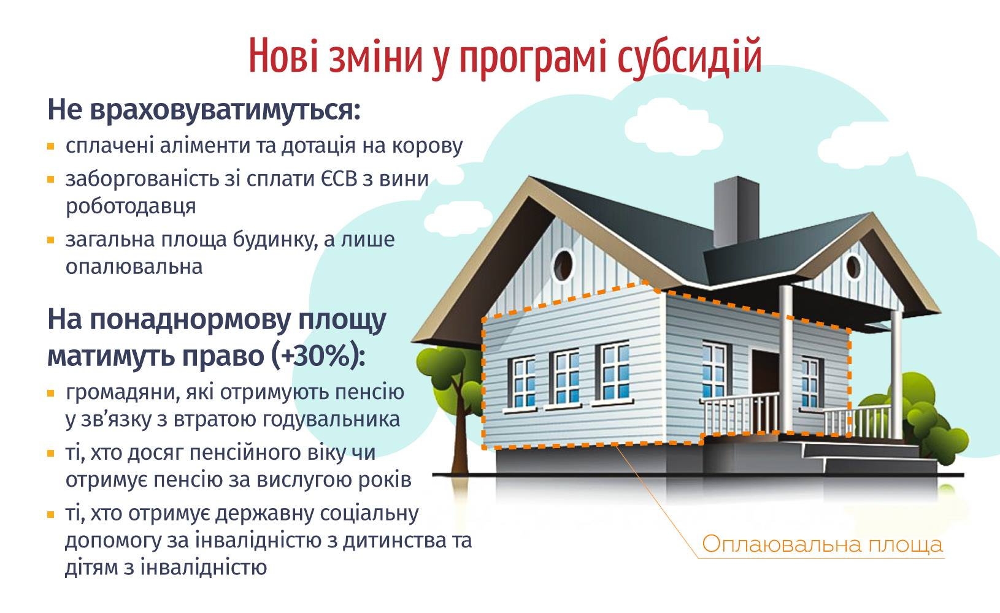 Нові зміни у програмі субсидій
Не враховуватимуться:
сплачені аліменти та дотація на корову
заборгованість зі сплати ЄСВ з вини
роботодавця
загальна площа будинку, а лише
опалювальна
На понаднормову площу
матимуть право (+30%):
громадяни, які отримують пенсію
у зв’язку з втратою годувальника
ті, хто досяг пенсійного віку чи
отримує пенсію за вислугою років
ті, хто отримує державну соціальну
допомогу за інвалідністю з дитинства та
дітям з інвалідністю
Оплаювальна площа